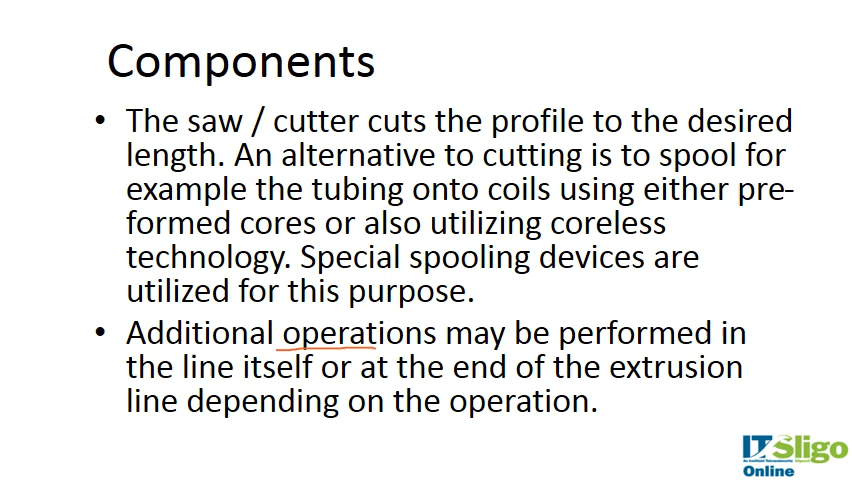 Components
• The saw / cutter cuts the profile to the desired
length. An alternative to cutting is to spool for
example the tubing onto coils using either pre-
formed cores or also utilizing coreless
technology. Special spooling devices are
utilized for this purpose.
• Additional operations may be performed in
the line itself or at the end of the extrusion
line depending on the operation.
ITSligo
Online